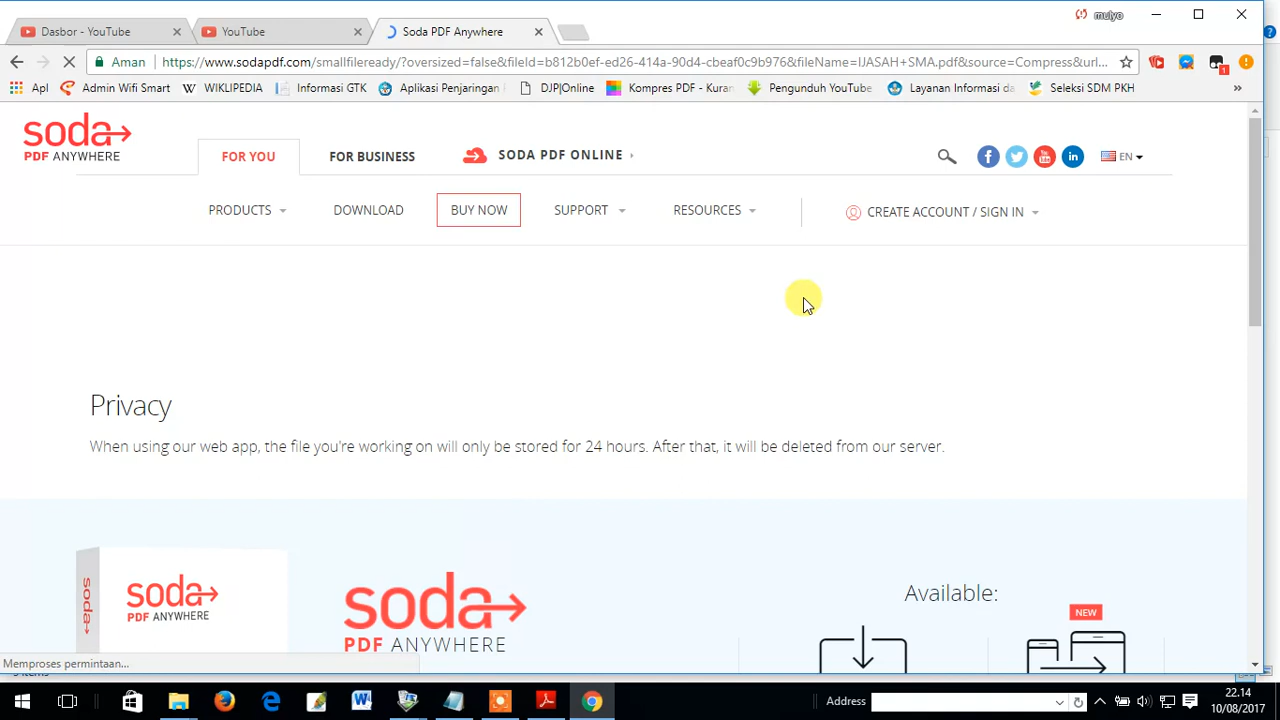 mulyo
Dasbor - YouTube
YouTube
Soda PDF Anywhere
Aman
https://www.sodapdf.com/smallfileready/?oversized=false&fileId=b812b0ef-ed26-414a-90d4-cbeaf0c9b976&fileName=IJASAH+SMA.pdf&source=Compress&url...
1
Apl
Admin Wifi Smart
WIKIPEDIA
Informasi GTK
Aplikasi Penjaringan
DJP|Online
Kompres PDF - Kuran
Pengunduh YouTube
Layanan Informasi da
Seleksi SDM PKH
»
soda
PDF ANYWHERE
FOR YOU
FOR BUSINESS
SODA PDF ONLINE
EN
PRODUCTS
DOWNLOAD
BUY NOW
SUPPORT
RESOURCES
CREATE ACCOUNT / SIGN IN
Privacy
When using our web app, the file you're working on will only be stored for 24 hours. After that, it will be deleted from our server.
soda
soda
PDF ANYWHERE
soda
PDF ANYWHERE
Available:
NEW
Memproses permintaan...
Address
22.14
10/08/2017